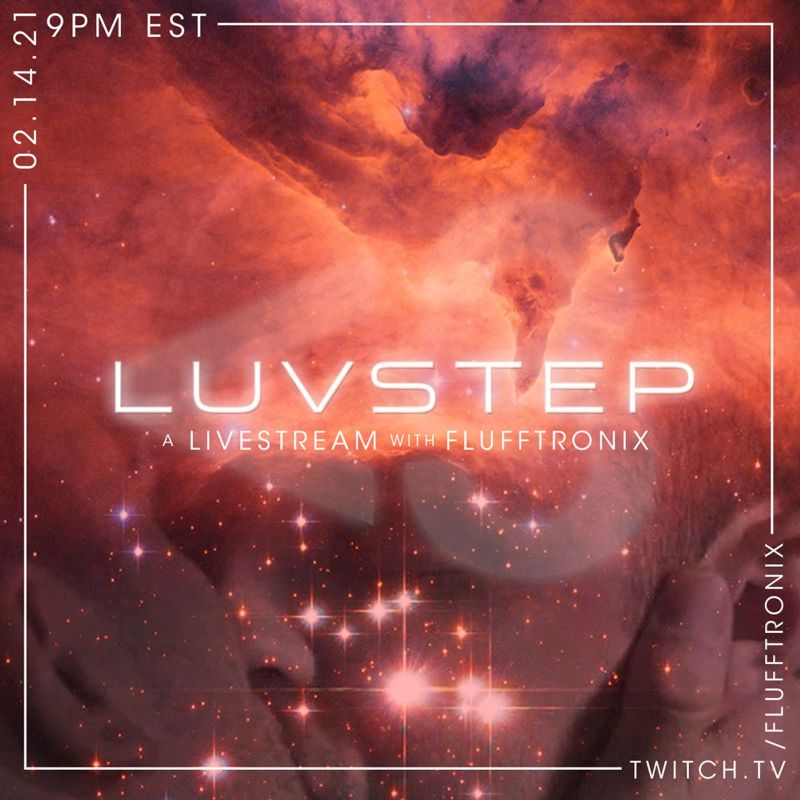 02.14.21
9PM EST
LUVSTEP
A LIVESTREAM WITH FLUFFTRONIX
TWITCH.TV
/FLUFFTRONIX